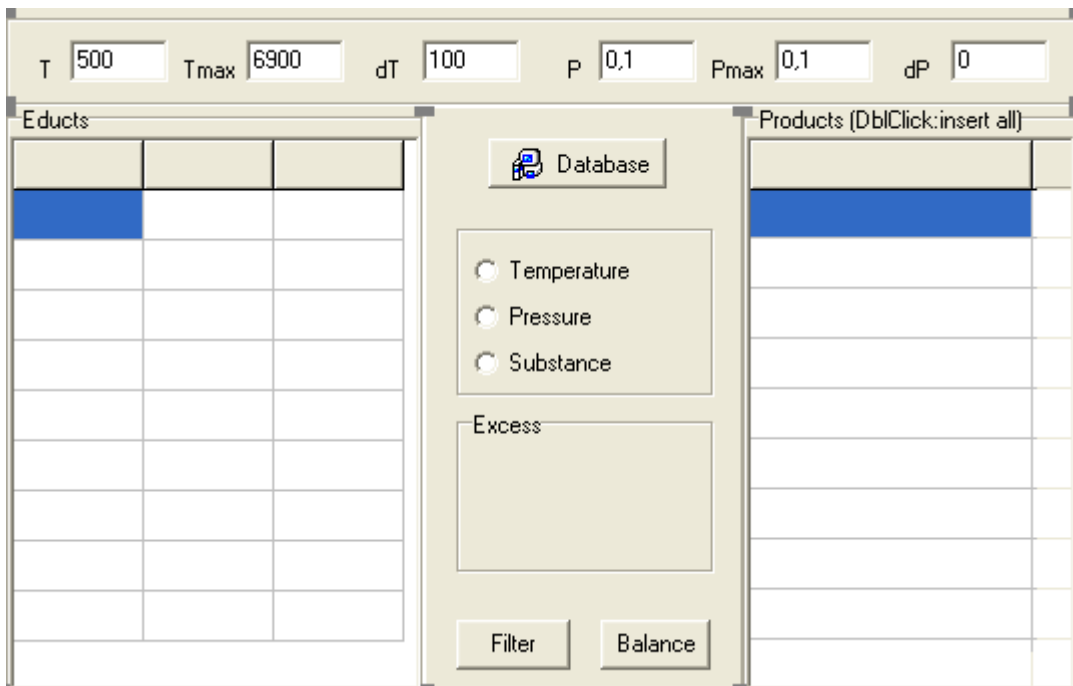 T 500 Tmax 6900 dT 100 P 0,1 Pmax 0,1 dP 0
Educts
Products (DblClick:insert all)
Database
Temperature
Pressure
Substance
Excess
Filter Balance